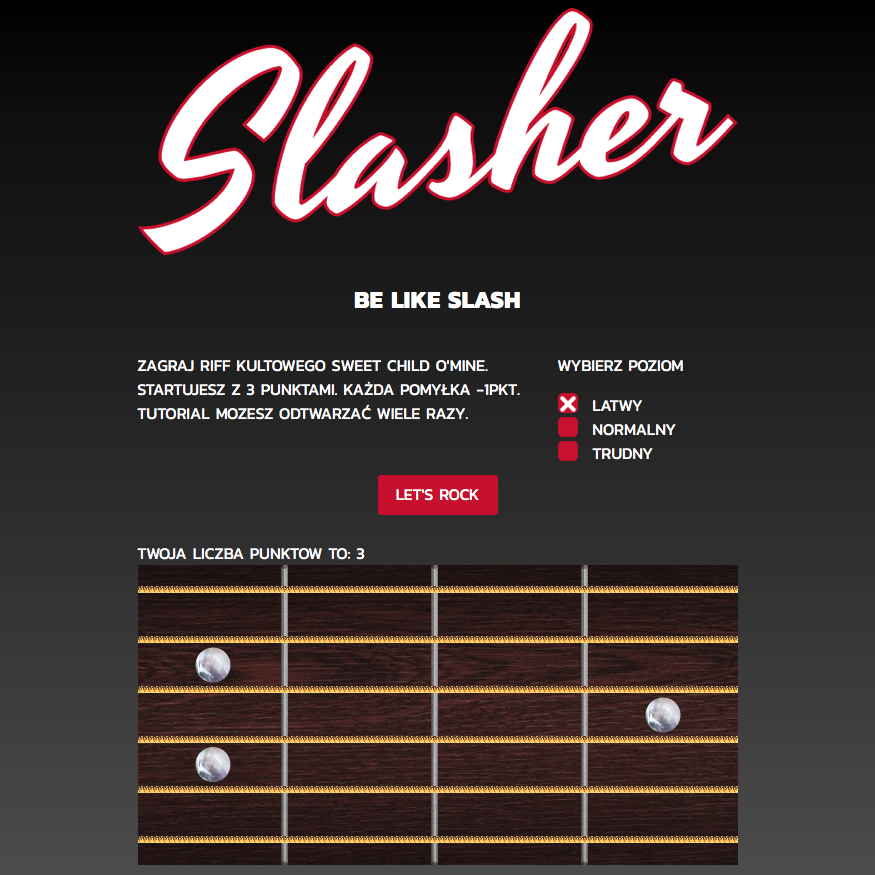 Slasher
BE LIKE SLASH
ZAGRAJ RIFF KULTOWEGO SWEET CHILD O'MINE.
STARTUJESZ Z 3 PUNKTAMI. KAŻDA POMYŁKA -1PKT.
TUTORIAL MOZESZ ODTWARZAĆ WIELE RAZY.
WYBIERZ POZIOM
LATWY
NORMALNY
TRUDNY
LET'S ROCK
TWOJA LICZBA PUNKTOW TO: 3